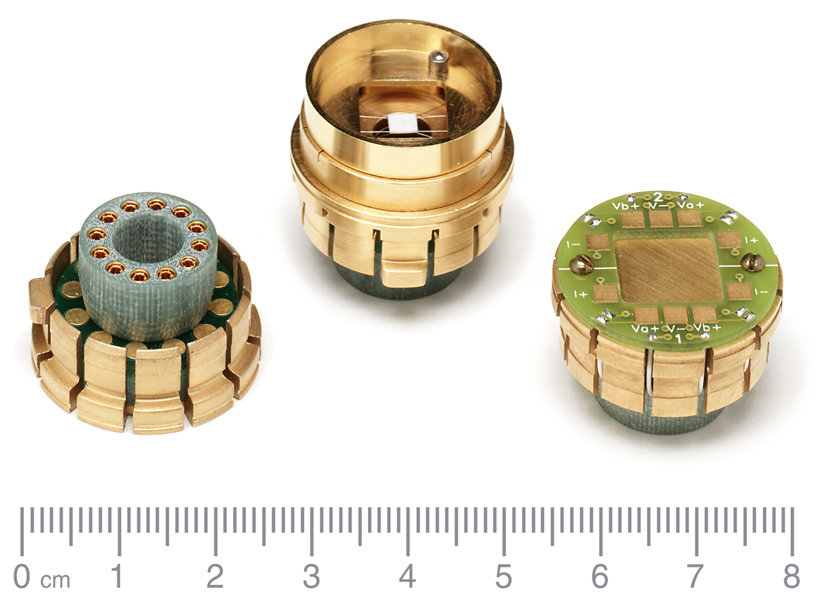 2
Vb+ V- Va+
I- I+
I+ I-
Va+ V- Vb+
1
0 cm 1 2 3 4 5 6 7 8